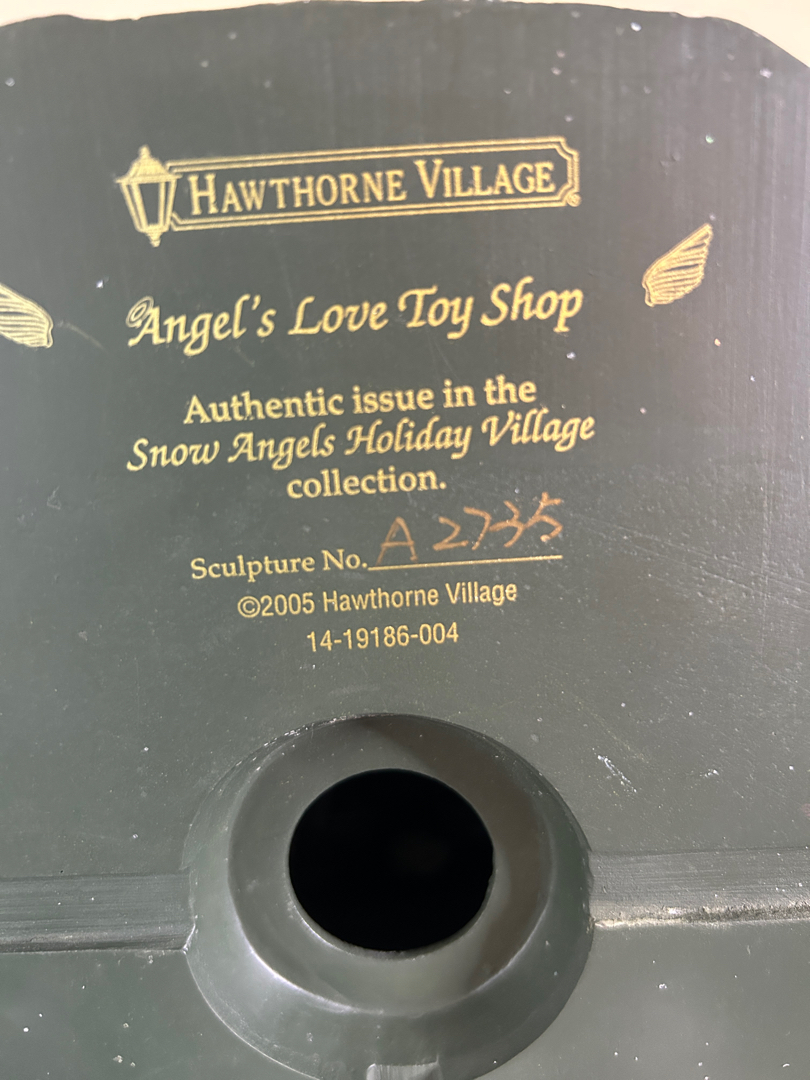 HAWTHORNE VILLAGE
Angel's Love Toy Shop
Authentic issue in the
Snow Angels Holiday Village
collection.
Sculpture No. A2735
©2005 Hawthorne Village
14-19186-004